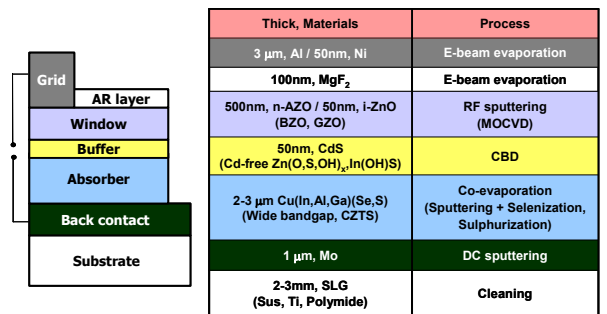 Grid
AR layer
Window
Buffer
Absorber
Back contact
Substrate
Thick, Materials
Process
3 μm, Al / 50nm, Ni
E-beam evaporation
100nm, MgF₂
E-beam evaporation
500nm, n-AZO / 50nm, i-ZnO
(BZO, GZO)
RF sputtering
(MOCVD)
50nm, CdS
(Cd-free Zn(O,S,OH)ₓ,In(OH)S)
CBD
2-3 μm Cu(In,Al,Ga)(Se,S)
(Wide bandgap, CZTS)
Co-evaporation
(Sputtering + Selenization,
Sulphurization)
1 μm, Mo
DC sputtering
2-3mm, SLG
(Sus, Ti, Polymide)
Cleaning